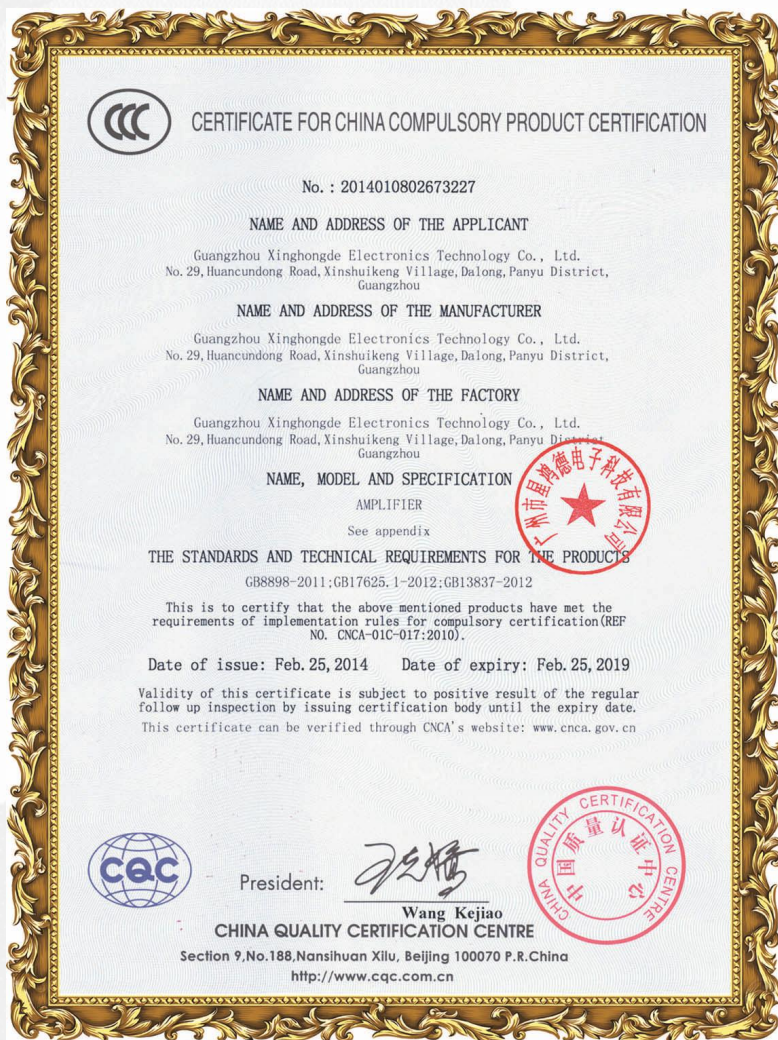 CCC
CERTIFICATE FOR CHINA COMPULSORY PRODUCT CERTIFICATION
No. : 2014010802673227
NAME AND ADDRESS OF THE APPLICANT
Guangzhou Xinghongde Electronics Technology Co., Ltd.
No. 29, Huancundong Road, Xinshuikeng Village, Dalong, Panyu District,
Guangzhou
NAME AND ADDRESS OF THE MANUFACTURER
Guangzhou Xinghongde Electronics Technology Co., Ltd.
No. 29, Huancundong Road, Xinshuikeng Village, Dalong, Panyu District,
Guangzhou
NAME AND ADDRESS OF THE FACTORY
Guangzhou Xinghongde Electronics Technology Co., Ltd.
No. 29, Huancundong Road, Xinshuikeng Village, Dalong, Panyu District
Guangzhou
广州市星鸿德电子科技有限公司
NAME, MODEL AND SPECIFICATION
AMPLIFIER
See appendix
THE STANDARDS AND TECHNICAL REQUIREMENTS FOR THE PRODUCTS
GB8898-2011;GB17625.1-2012;GB13837-2012
This is to certify that the above mentioned products have met the
requirements of implementation rules for compulsory certification(REF
NO. CNCA-01C-017:2010).
Date of issue: Feb. 25, 2014 Date of expiry: Feb. 25, 2019
Validity of this certificate is subject to positive result of the regular
follow up inspection by issuing certification body until the expiry date.
This certificate can be verified through CNCA's website: www.cnca.gov.cn
CHINA QUALITY CERTIFICATION CENTRE
中国质量认证中心
CQC
President:
Wang Kejiao
CHINA QUALITY CERTIFICATION CENTRE
Section 9,No.188,Nansihuan Xilu, Beijing 100070 P.R.China
http://www.cqc.com.cn